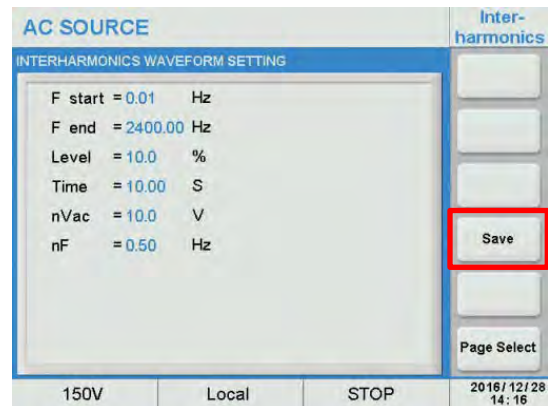 AC SOURCE
Inter-
harmonics
INTERHARMONICS WAVEFORM SETTING
F start = 0.01 Hz
F end = 2400.00 Hz
Level = 10.0 %
Time = 10.00 S
nVac = 10.0 V
nF = 0.50 Hz
Save
Page Select
150V Local STOP 2016/12/28
14:16